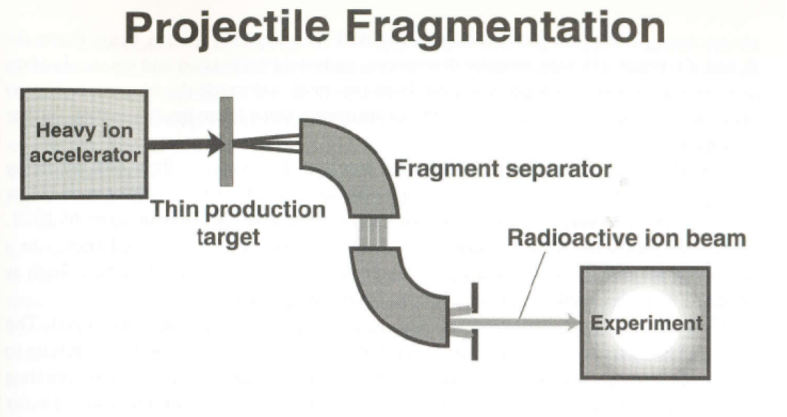 Projectile Fragmentation
Heavy ion
accelerator
Thin production
target
Fragment separator
Radioactive ion beam
Experiment